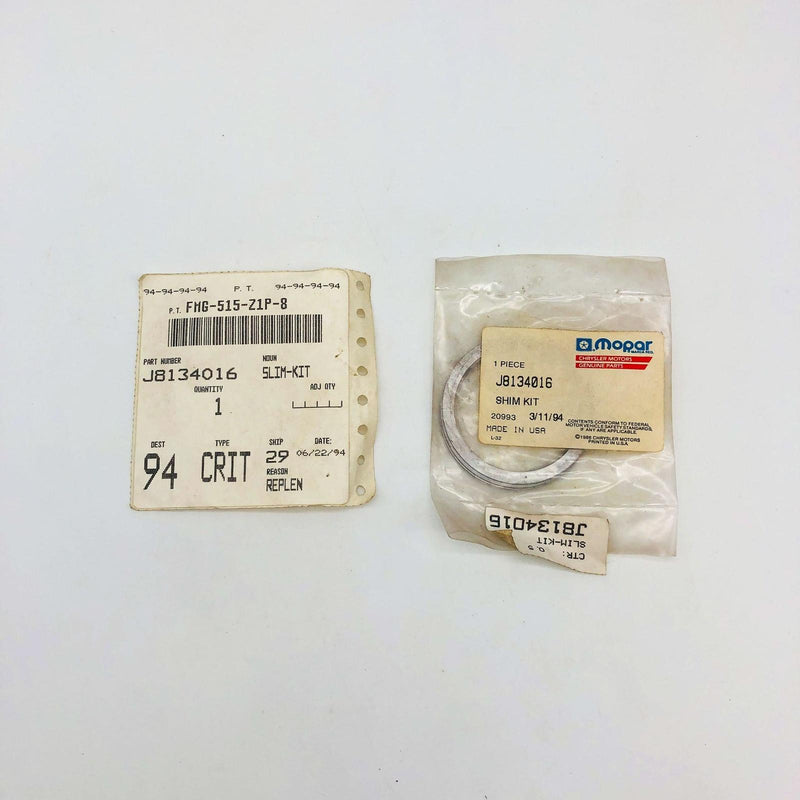 94-94-94-94 P.T. 94-94-94-94
P.T. FMG-515-Z1P-8
PART NUMBER NOUN
J8134016 SLIM-KIT
QUANTITY ADJ QTY
1
DEST TYPE SHIP DATE:
94 CRIT 29 06/22/94
REASON
REPLEN
Mopar
MARCA REG.
1 PIECE
CHRYSLER MOTORS
GENUINE PARTS
J8134016
SHIM KIT
20993 3/11/94
MADE IN USA
L-32
CONTENTS CONFORM TO FEDERAL
MOTOR VEHICLE SAFETY STANDARDS,
IF ANY ARE APPLICABLE.
©1986 CHRYSLER MOTORS
PRINTED IN U.S.A.
J8134016
SLIM-KIT
CTR: